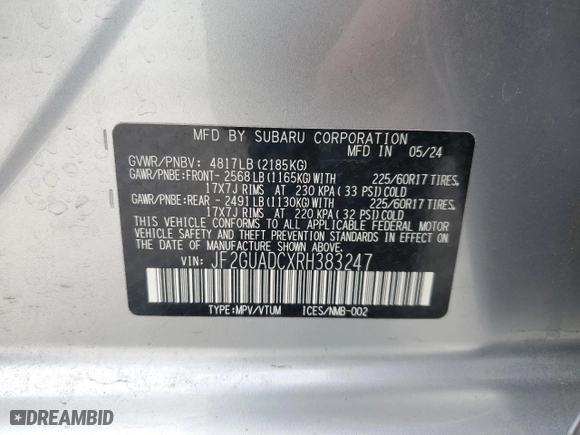 MFD BY SUBARU CORPORATION
MFD IN 05/24
GVWR/PNBV: 4817LB(2185KG)
GAWR/PNBE:FRONT- 2568LB(1165KG)WITH 225/60R17 TIRES,
17X7J RIMS AT 230 KPA(33 PSI)COLD
GAWR/PNBE:REAR - 2491LB(1130KG)WITH 225/60R17 TIRES,
17X7J RIMS AT 220 KPA(32 PSI)COLD
THIS VEHICLE CONFORMS TO ALL APPLICABLE FEDERAL MOTOR
VEHICLE SAFETY AND THEFT PREVENTION STANDARDS IN EFFECT
ON THE DATE OF MANUFACTURE SHOWN ABOVE.
VIN: JF2GUADCXRH383247
TYPE:MPV/VTUM ICES/NMB-002
DREAMBID